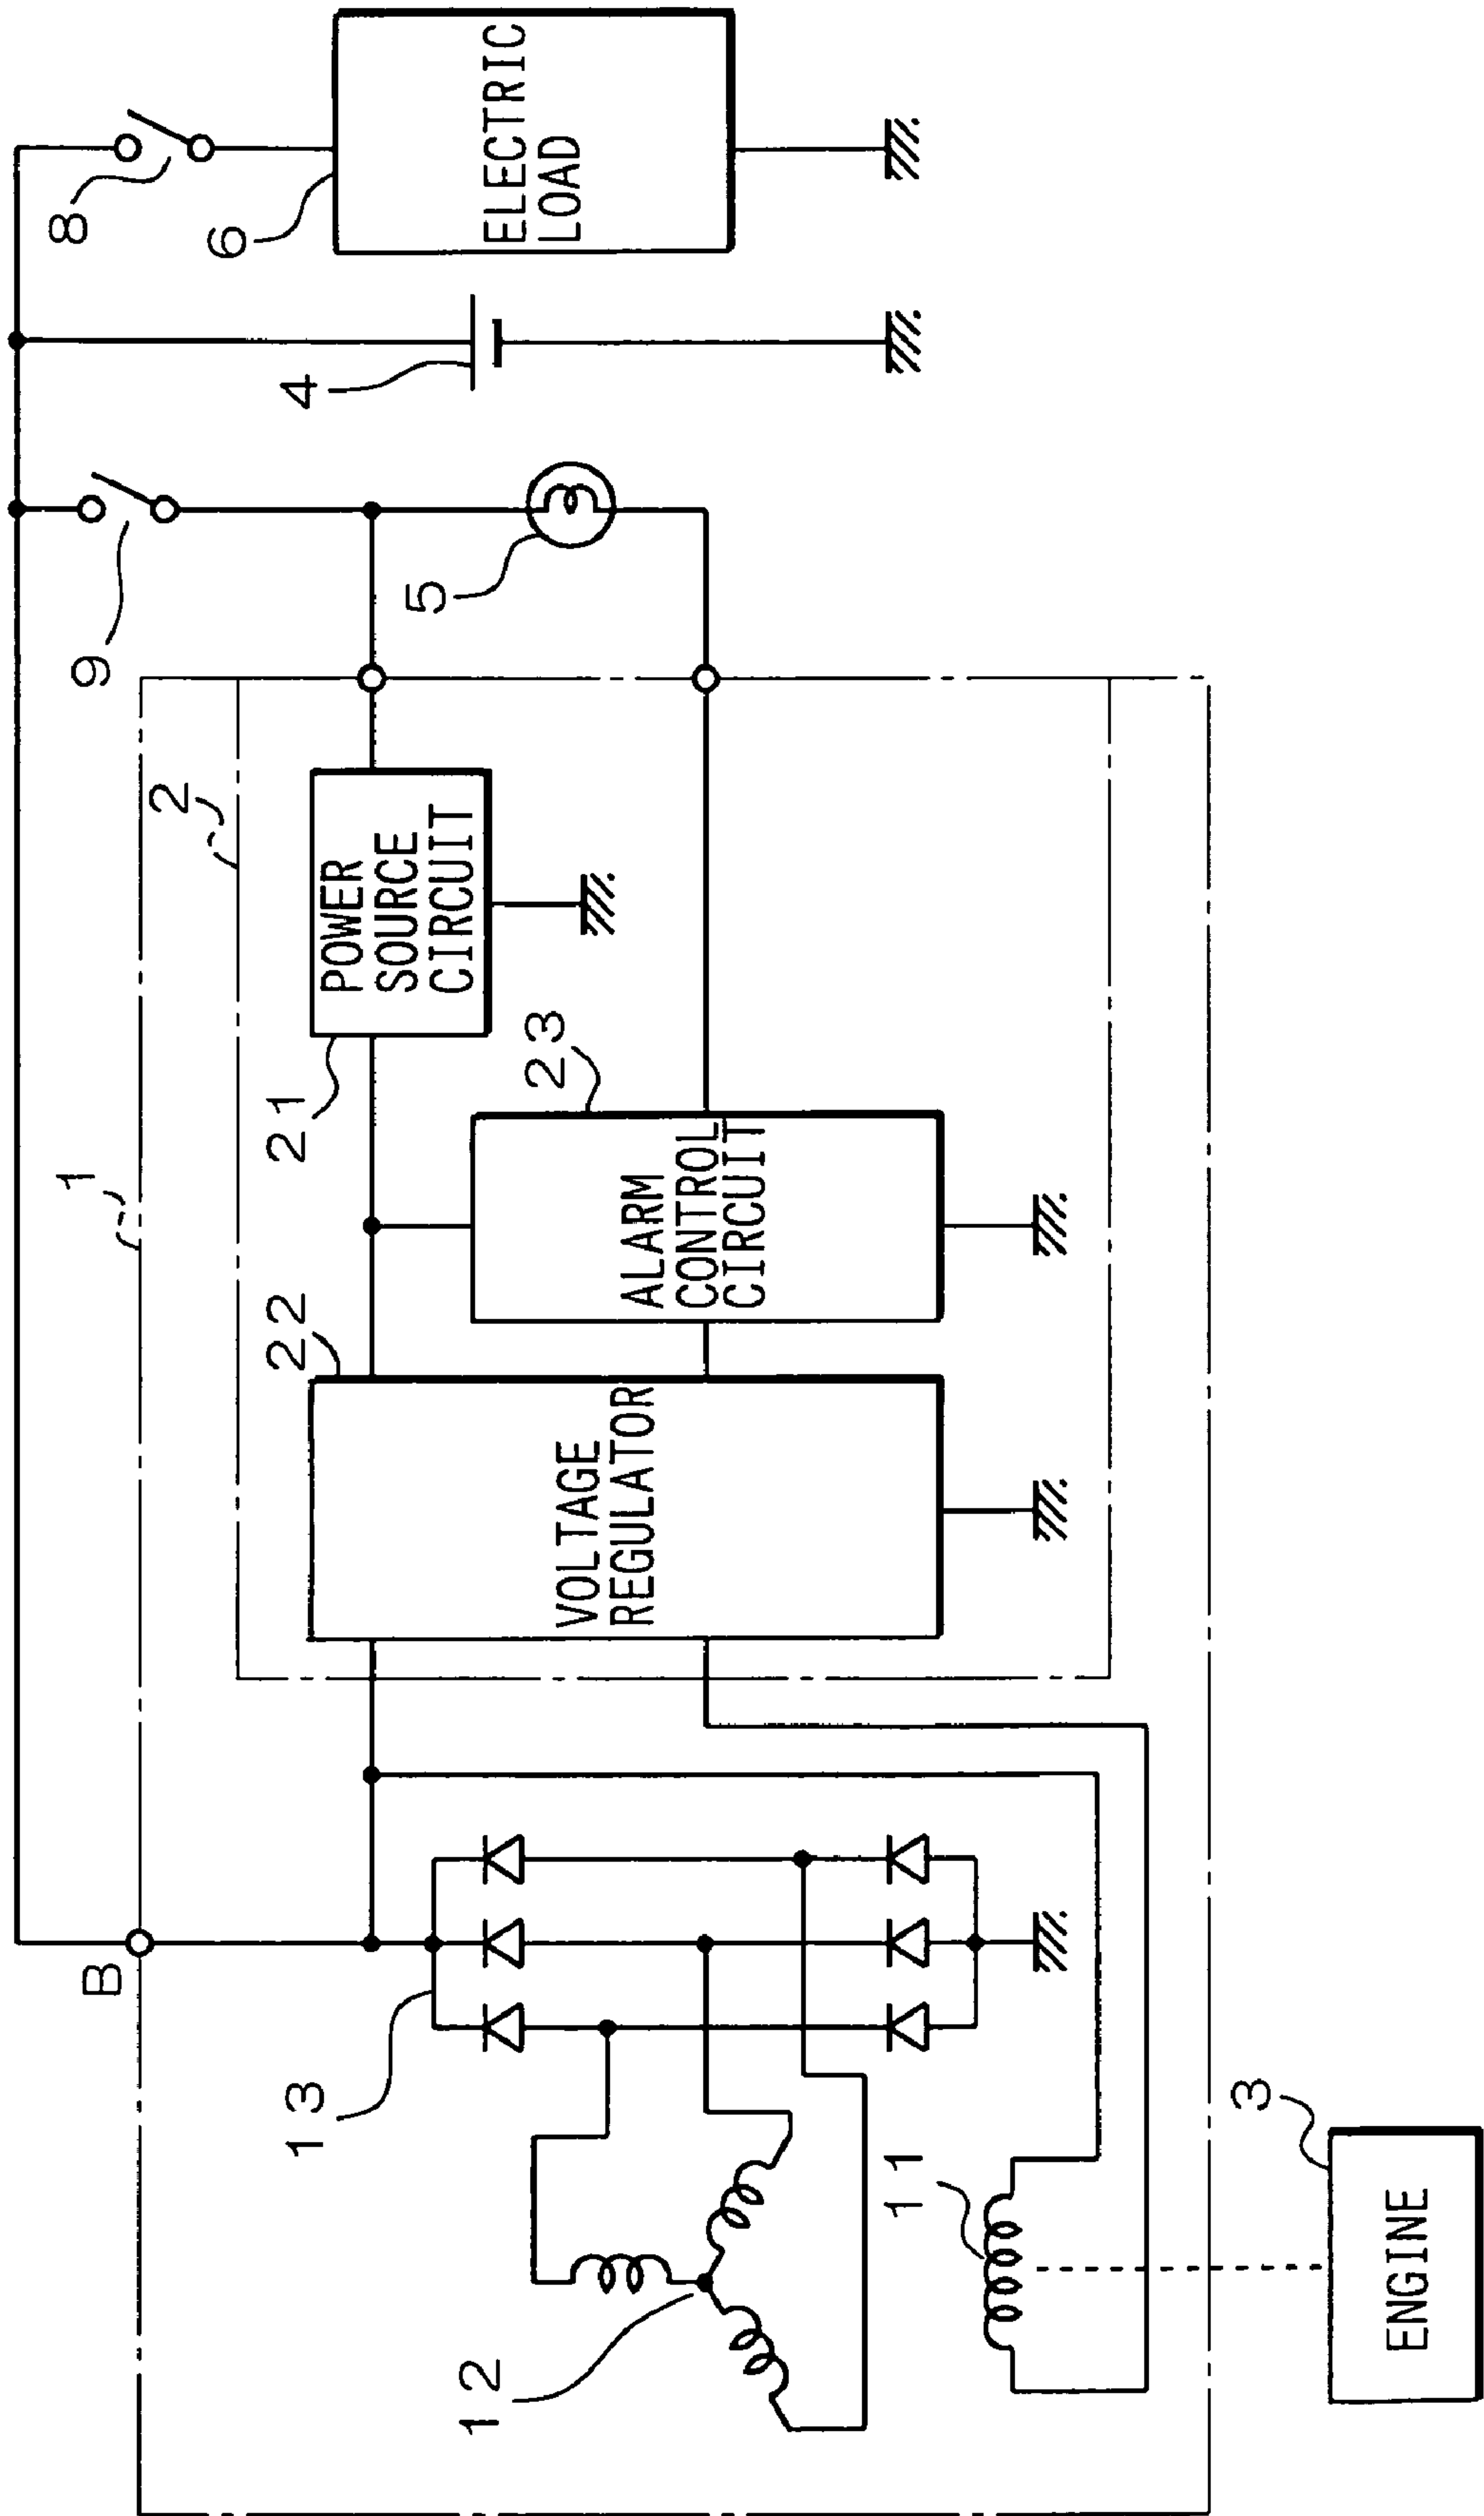 8
6
ELECTRIC
LOAD
4
9
5
1
2
POWER
SOURCE
CIRCUIT
21
23
ALARM
CONTROL
CIRCUIT
22
VOLTAGE
REGULATOR
B
13
12
11
3
ENGINE